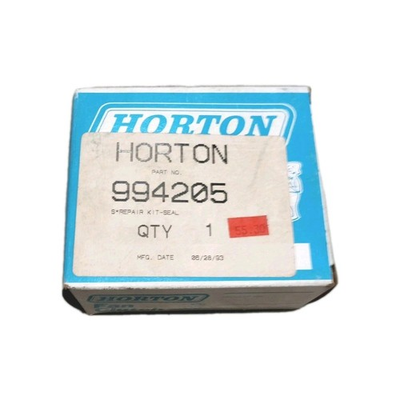 HORTON
HORTON
PART NO.
994205
S*REPAIR KIT-SEAL
QTY 1
MFG. DATE 06/28/93
HORTON